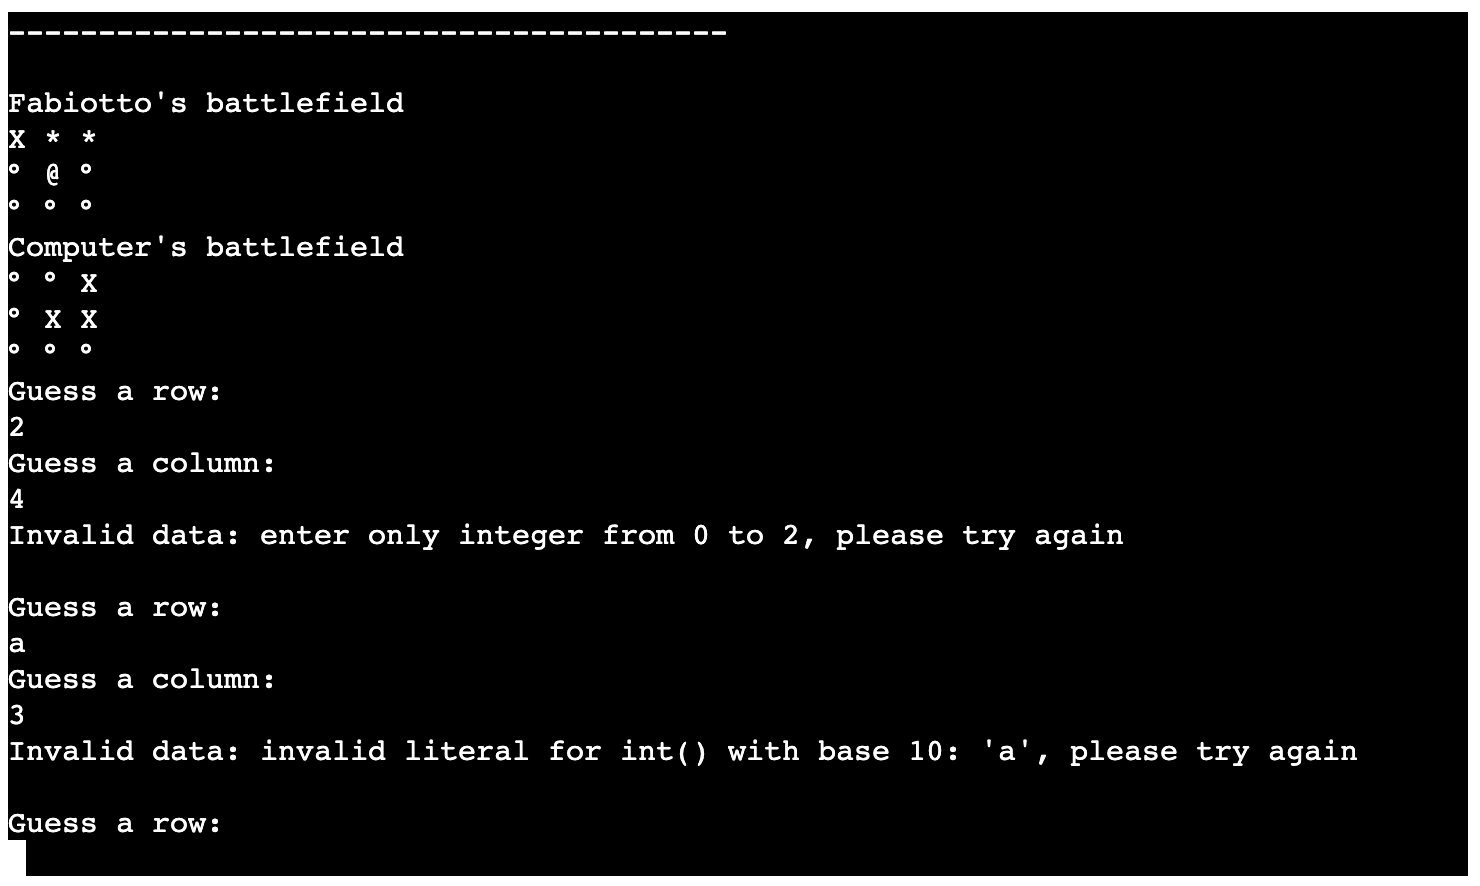 ----------------------------------------
Fabiotto's battlefield
X * *
° @ °
° ° °
Computer's battlefield
° ° X
° X X
° ° °
Guess a row:
2
Guess a column:
4
Invalid data: enter only integer from 0 to 2, please try again
Guess a row:
a
Guess a column:
3
Invalid data: invalid literal for int() with base 10: 'a', please try again
Guess a row: